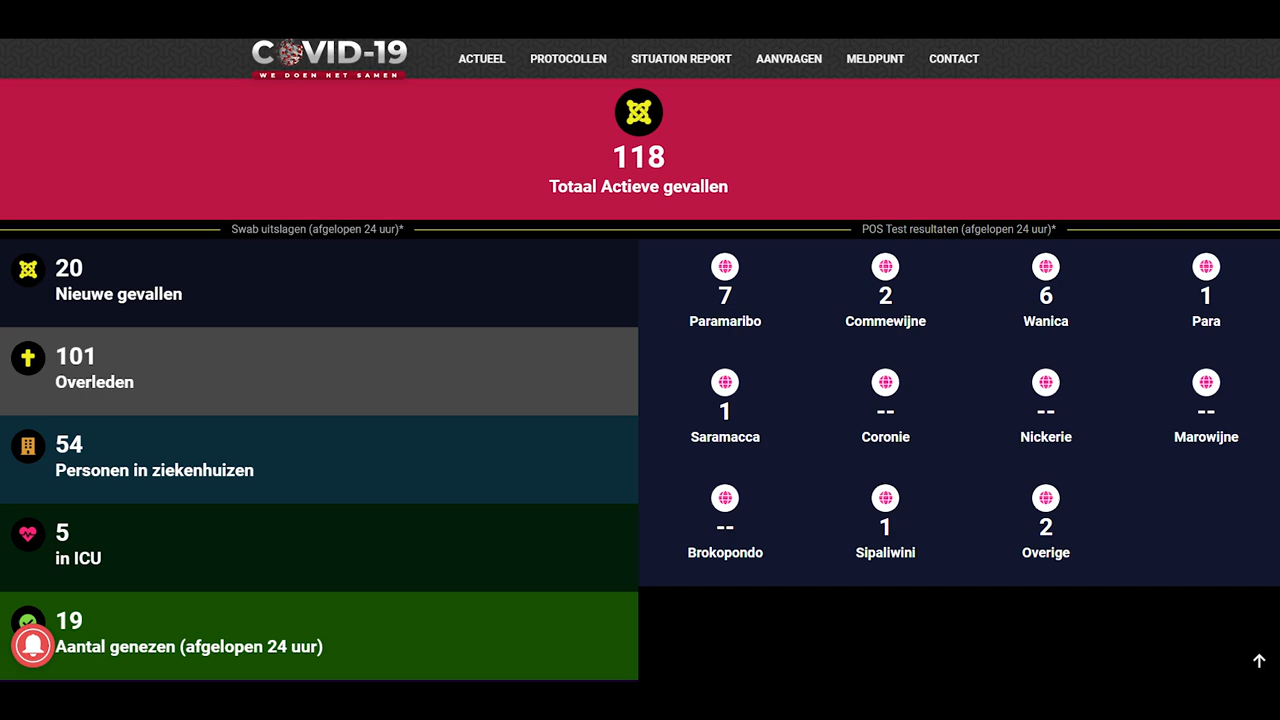 COVID-19
WE DOEN HET SAMEN
ACTUEEL
PROTOCOLLEN
SITUATION REPORT
AANVRAGEN
MELDPUNT
CONTACT
118
Totaal Actieve gevallen
Swab uitslagen (afgelopen 24 uur)*
20
Nieuwe gevallen
101
Overleden
54
Personen in ziekenhuizen
5
in ICU
19
Aantal genezen (afgelopen 24 uur)
POS Test resultaten (afgelopen 24 uur)*
7
Paramaribo
2
Commewijne
6
Wanica
1
Para
1
Saramacca
--
Coronie
--
Nickerie
--
Marowijne
--
Brokopondo
1
Sipaliwini
2
Overige